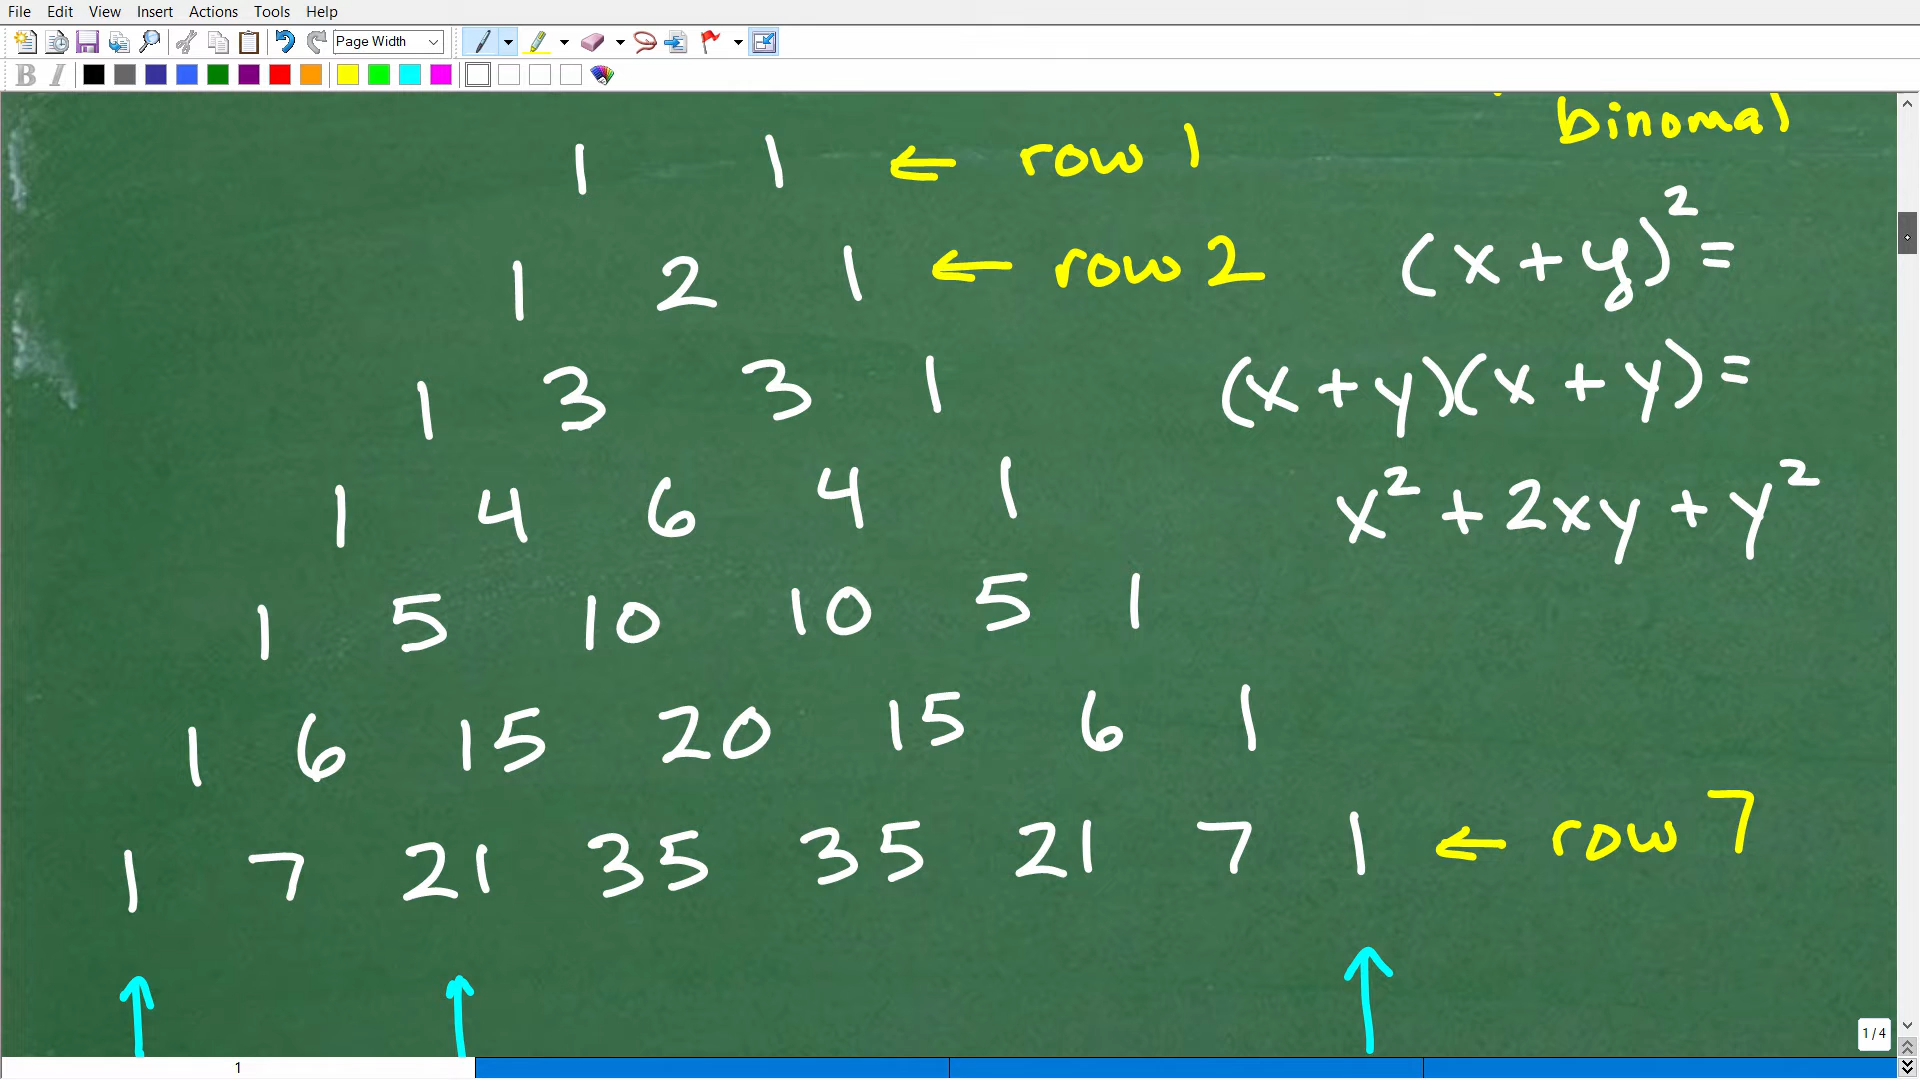 File Edit View Insert Actions Tools Help
Page Width
B I
binomal
1 1 ← row 1
(x + y)² =
1 2 1 ← row 2
(x + y)(x + y) =
1 3 3 1
x² + 2xy + y²
1 4 6 4 1
1 5 10 10 5 1
1 6 15 20 15 6 1
1 7 21 35 35 21 7 1 ← row 7
1 / 4
1